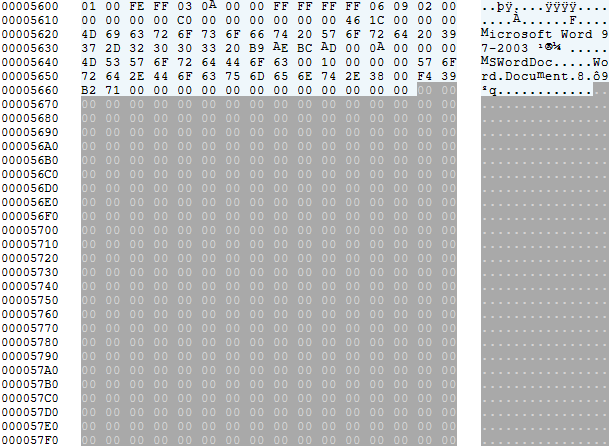 00005600 01 00 FE FF 03 0A 00 00 FF FF FF FF 06 09 02 00 ..þÿ....ÿÿÿÿ....
00005610 00 00 00 00 C0 00 00 00 00 00 00 46 1C 00 00 00 ....À......F....
00005620 4D 69 63 72 6F 73 6F 66 74 20 57 6F 72 64 20 39 Microsoft Word 9
00005630 37 2D 32 30 30 33 20 B9 AE BC AD 00 0A 00 00 00 7-2003 ¹®¼ .....
00005640 4D 53 57 6F 72 64 44 6F 63 00 10 00 00 00 57 6F MSWordDoc.....Wo
00005650 72 64 2E 44 6F 63 75 6D 65 6E 74 2E 38 00 F4 39 rd.Document.8.ô9
00005660 B2 71 00 00 00 00 00 00 00 00 00 00 00 00 00 00 ²q..............
00005670 00 00 00 00 00 00 00 00 00 00 00 00 00 00 00 00 ................
00005680 00 00 00 00 00 00 00 00 00 00 00 00 00 00 00 00 ................
00005690 00 00 00 00 00 00 00 00 00 00 00 00 00 00 00 00 ................
000056A0 00 00 00 00 00 00 00 00 00 00 00 00 00 00 00 00 ................
000056B0 00 00 00 00 00 00 00 00 00 00 00 00 00 00 00 00 ................
000056C0 00 00 00 00 00 00 00 00 00 00 00 00 00 00 00 00 ................
000056D0 00 00 00 00 00 00 00 00 00 00 00 00 00 00 00 00 ................
000056E0 00 00 00 00 00 00 00 00 00 00 00 00 00 00 00 00 ................
000056F0 00 00 00 00 00 00 00 00 00 00 00 00 00 00 00 00 ................
00005700 00 00 00 00 00 00 00 00 00 00 00 00 00 00 00 00 ................
00005710 00 00 00 00 00 00 00 00 00 00 00 00 00 00 00 00 ................
00005720 00 00 00 00 00 00 00 00 00 00 00 00 00 00 00 00 ................
00005730 00 00 00 00 00 00 00 00 00 00 00 00 00 00 00 00 ................
00005740 00 00 00 00 00 00 00 00 00 00 00 00 00 00 00 00 ................
00005750 00 00 00 00 00 00 00 00 00 00 00 00 00 00 00 00 ................
00005760 00 00 00 00 00 00 00 00 00 00 00 00 00 00 00 00 ................
00005770 00 00 00 00 00 00 00 00 00 00 00 00 00 00 00 00 ................
00005780 00 00 00 00 00 00 00 00 00 00 00 00 00 00 00 00 ................
00005790 00 00 00 00 00 00 00 00 00 00 00 00 00 00 00 00 ................
000057A0 00 00 00 00 00 00 00 00 00 00 00 00 00 00 00 00 ................
000057B0 00 00 00 00 00 00 00 00 00 00 00 00 00 00 00 00 ................
000057C0 00 00 00 00 00 00 00 00 00 00 00 00 00 00 00 00 ................
000057D0 00 00 00 00 00 00 00 00 00 00 00 00 00 00 00 00 ................
000057E0 00 00 00 00 00 00 00 00 00 00 00 00 00 00 00 00 ................
000057F0 00 00 00 00 00 00 00 00 00 00 00 00 00 00 00 00 ................